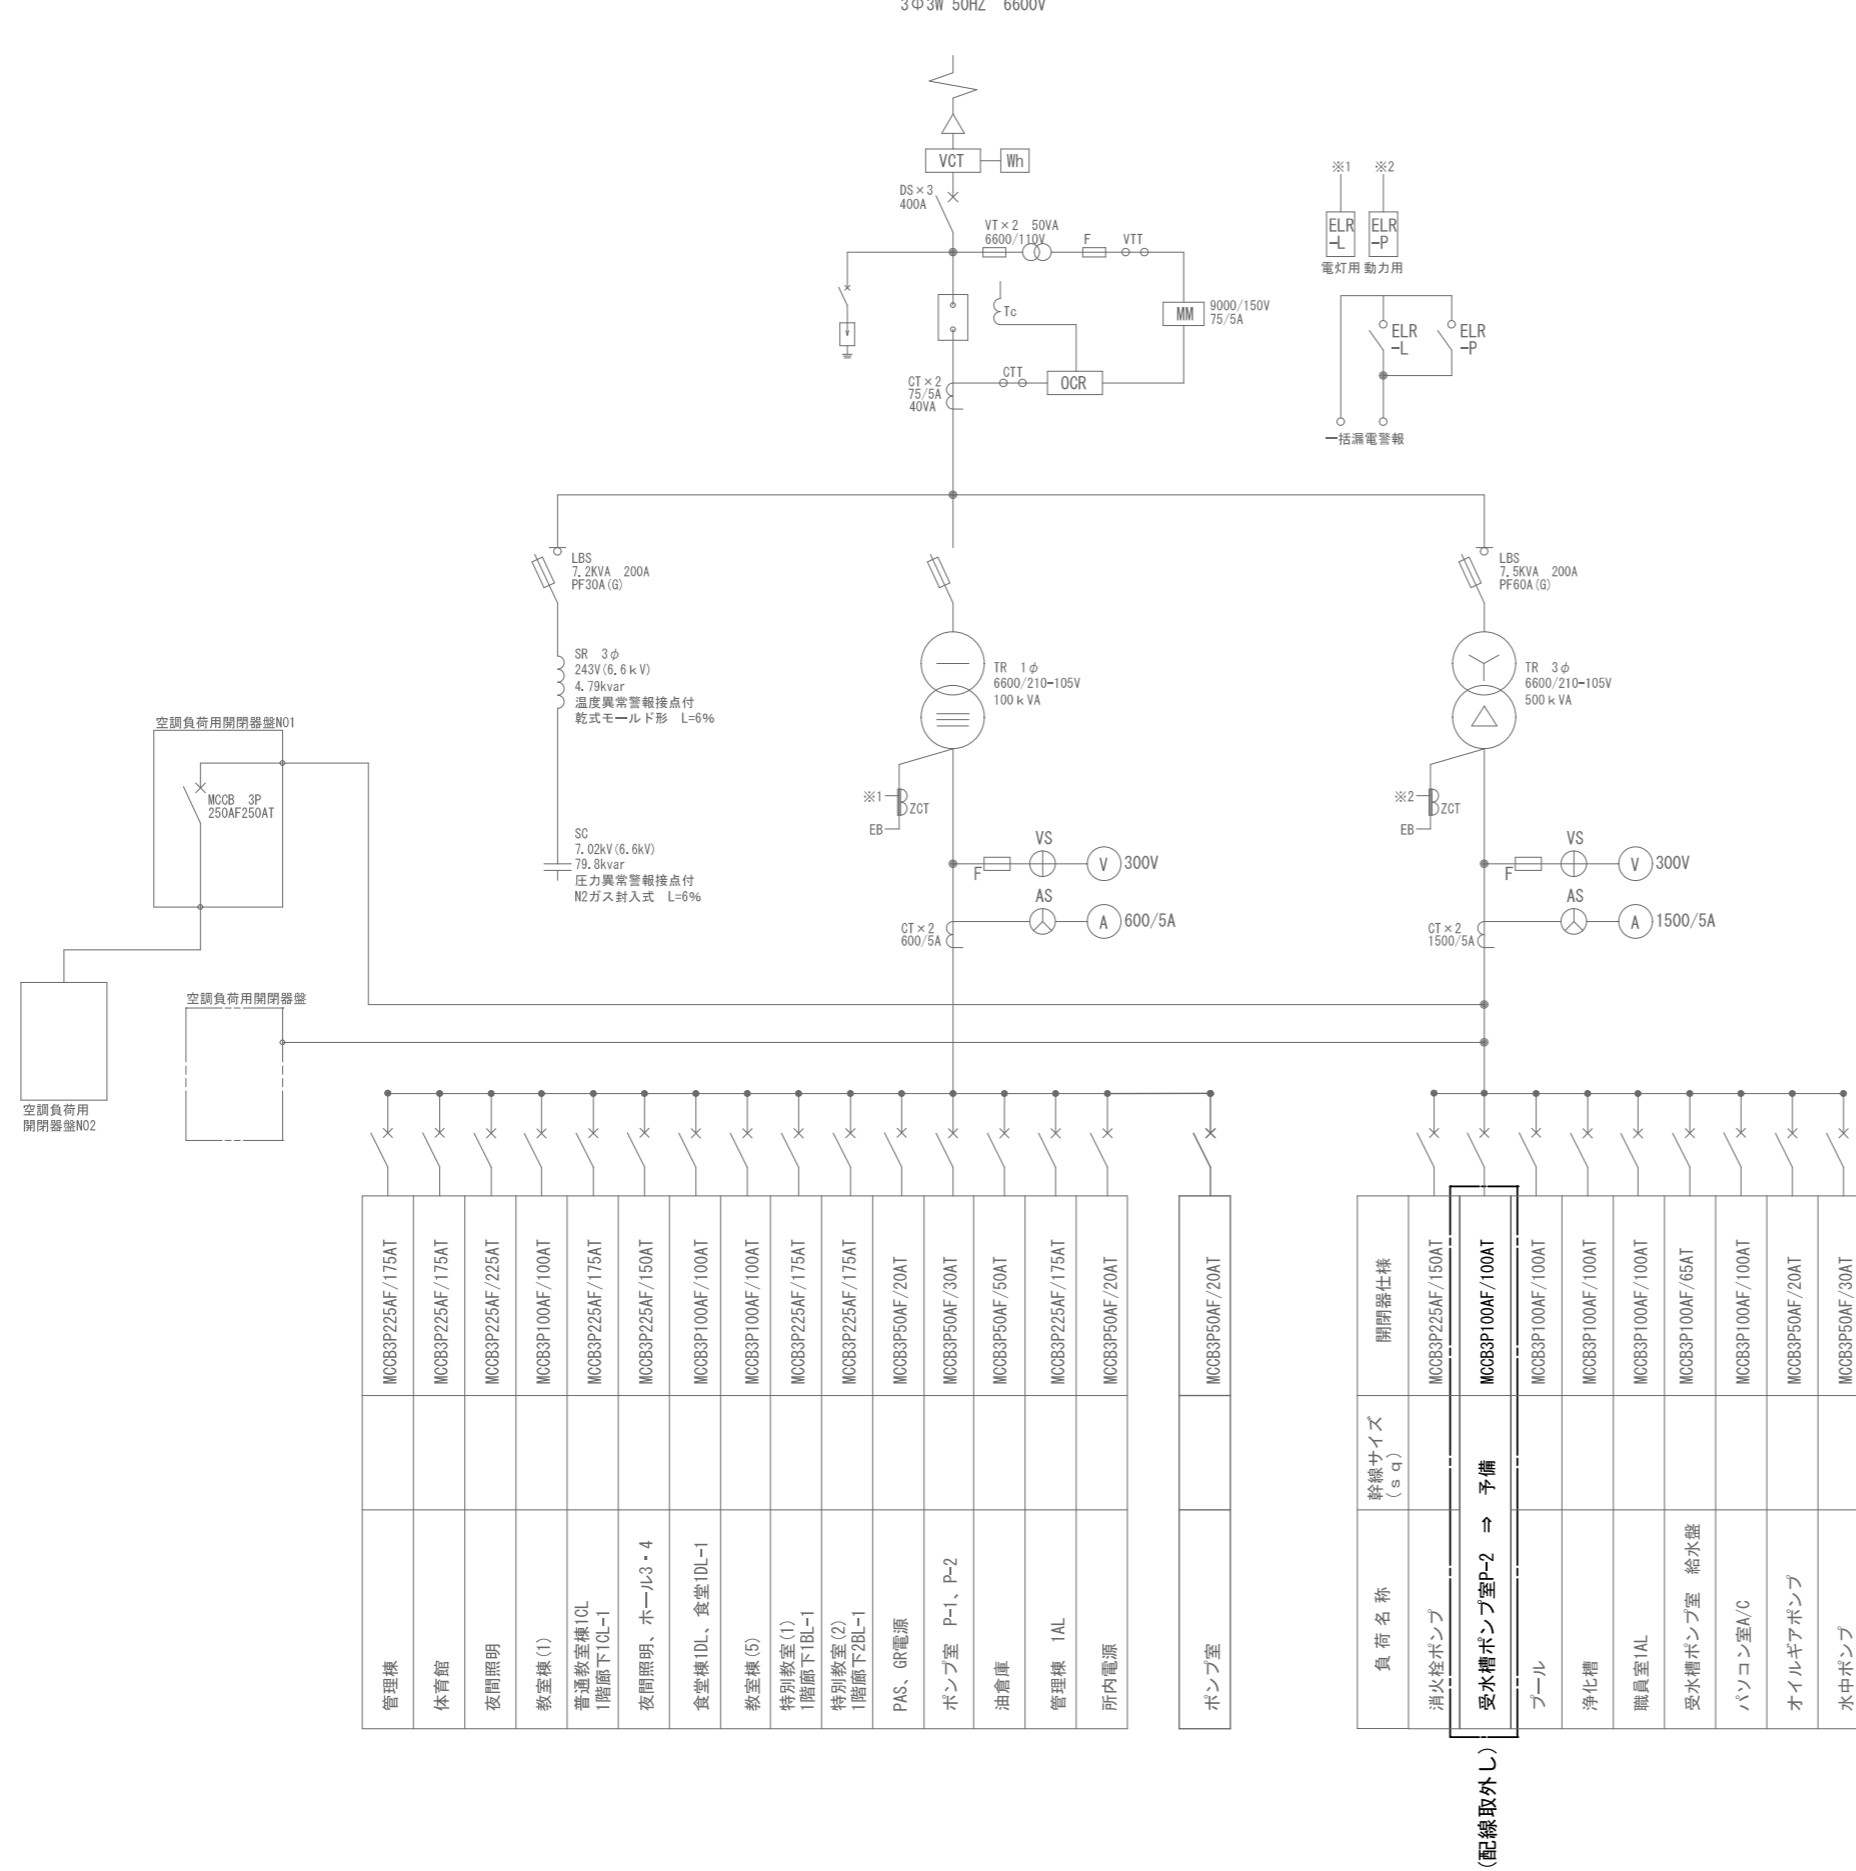 3Φ3W 50HZ 6600V
VCT
Wh
DS×3
400A
VT×2 50VA
6600/110V
F
VTT
Tc
MM
9000/150V
75/5A
CT×2
75/5A
40VA
CTT
OCR
※1
※2
ELR
-L
ELR
-P
電灯用
動力用
ELR
-L
ELR
-P
一括漏電警報
LBS
7.2KVA 200A
PF30A(G)
LBS
7.5KVA 200A
PF60A(G)
SR 3φ
243V(6.6kV)
4.79kvar
温度異常警報接点付
乾式モールド形 L=6%
TR 1φ
6600/210-105V
100kVA
TR 3φ
6600/210-105V
500kVA
空調負荷用開閉器盤NO1
MCCB 3P
250AF250AT
※1
ZCT
EB
※2
ZCT
EB
SC
7.02kV(6.6kV)
79.8kvar
圧力異常警報接点付
N2ガス封入式 L=6%
F
VS
V
300V
AS
A
600/5A
CT×2
600/5A
F
VS
V
300V
AS
A
1500/5A
CT×2
1500/5A
空調負荷用開閉器盤
空調負荷用
開閉器盤NO2
MCCB3P225AF/175AT
管理棟
MCCB3P225AF/175AT
体育館
MCCB3P225AF/225AT
夜間照明
MCCB3P100AF/100AT
教室棟(1)
MCCB3P225AF/175AT
普通教室棟1CL
1階廊下1CL-1
MCCB3P225AF/150AT
夜間照明、ホール3・4
MCCB3P100AF/100AT
食堂棟1DL、食堂1DL-1
MCCB3P100AF/100AT
教室棟(5)
MCCB3P225AF/175AT
特別教室(1)
1階廊下1BL-1
MCCB3P225AF/175AT
特別教室(2)
1階廊下2BL-1
MCCB3P50AF/20AT
PAS、GR電源
MCCB3P50AF/30AT
ポンプ室 P-1、P-2
MCCB3P50AF/50AT
油倉庫
MCCB3P225AF/175AT
管理棟 1AL
MCCB3P50AF/20AT
所内電源
MCCB3P50AF/20AT
ポンプ室
開閉器仕様
幹線サイズ
(sq)
負荷名称
MCCB3P225AF/150AT
消火栓ポンプ
MCCB3P100AF/100AT
受水槽ポンプ室P-2 ⇒ 予備
(配線取外し)
MCCB3P100AF/100AT
プール
MCCB3P100AF/100AT
浄化槽
MCCB3P100AF/100AT
職員室1AL
MCCB3P100AF/65AT
受水槽ポンプ室 給水盤
MCCB3P100AF/100AT
パソコン室A/C
MCCB3P50AF/20AT
オイルギアポンプ
MCCB3P50AF/30AT
水中ポンプ